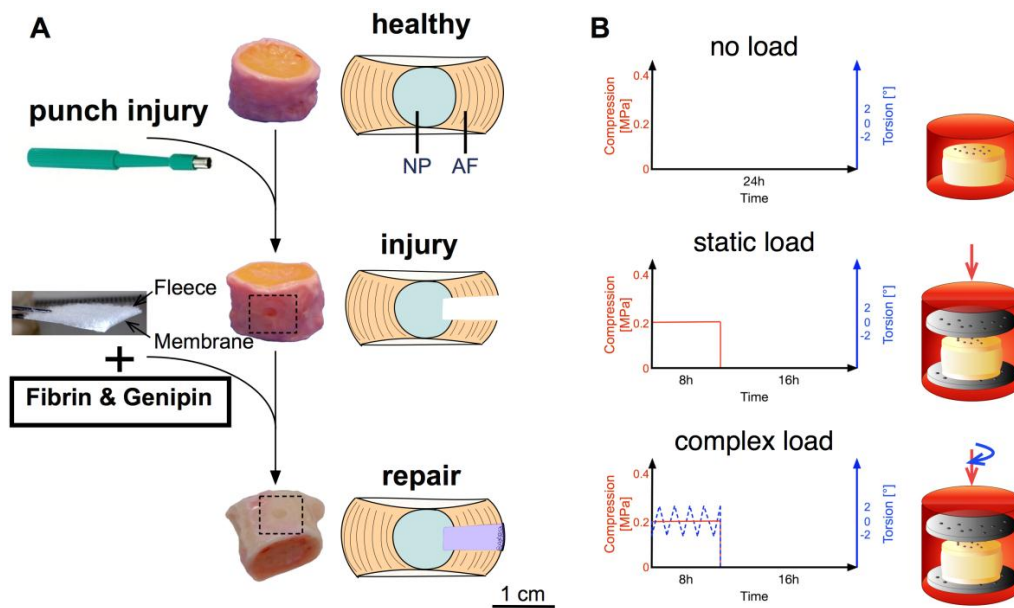 A
healthy
punch injury
NP
AF
injury
Fleece
Membrane
+
Fibrin & Genipin
repair
1 cm
B
no load
Compression
[MPa]
0.4
0.2
0
Torsion [°]
2
0
-2
24h
Time
static load
Compression
[MPa]
0.4
0.2
0
Torsion [°]
2
0
-2
8h
16h
Time
complex load
Compression
[MPa]
0.4
0.2
0
Torsion [°]
2
0
-2
8h
16h
Time